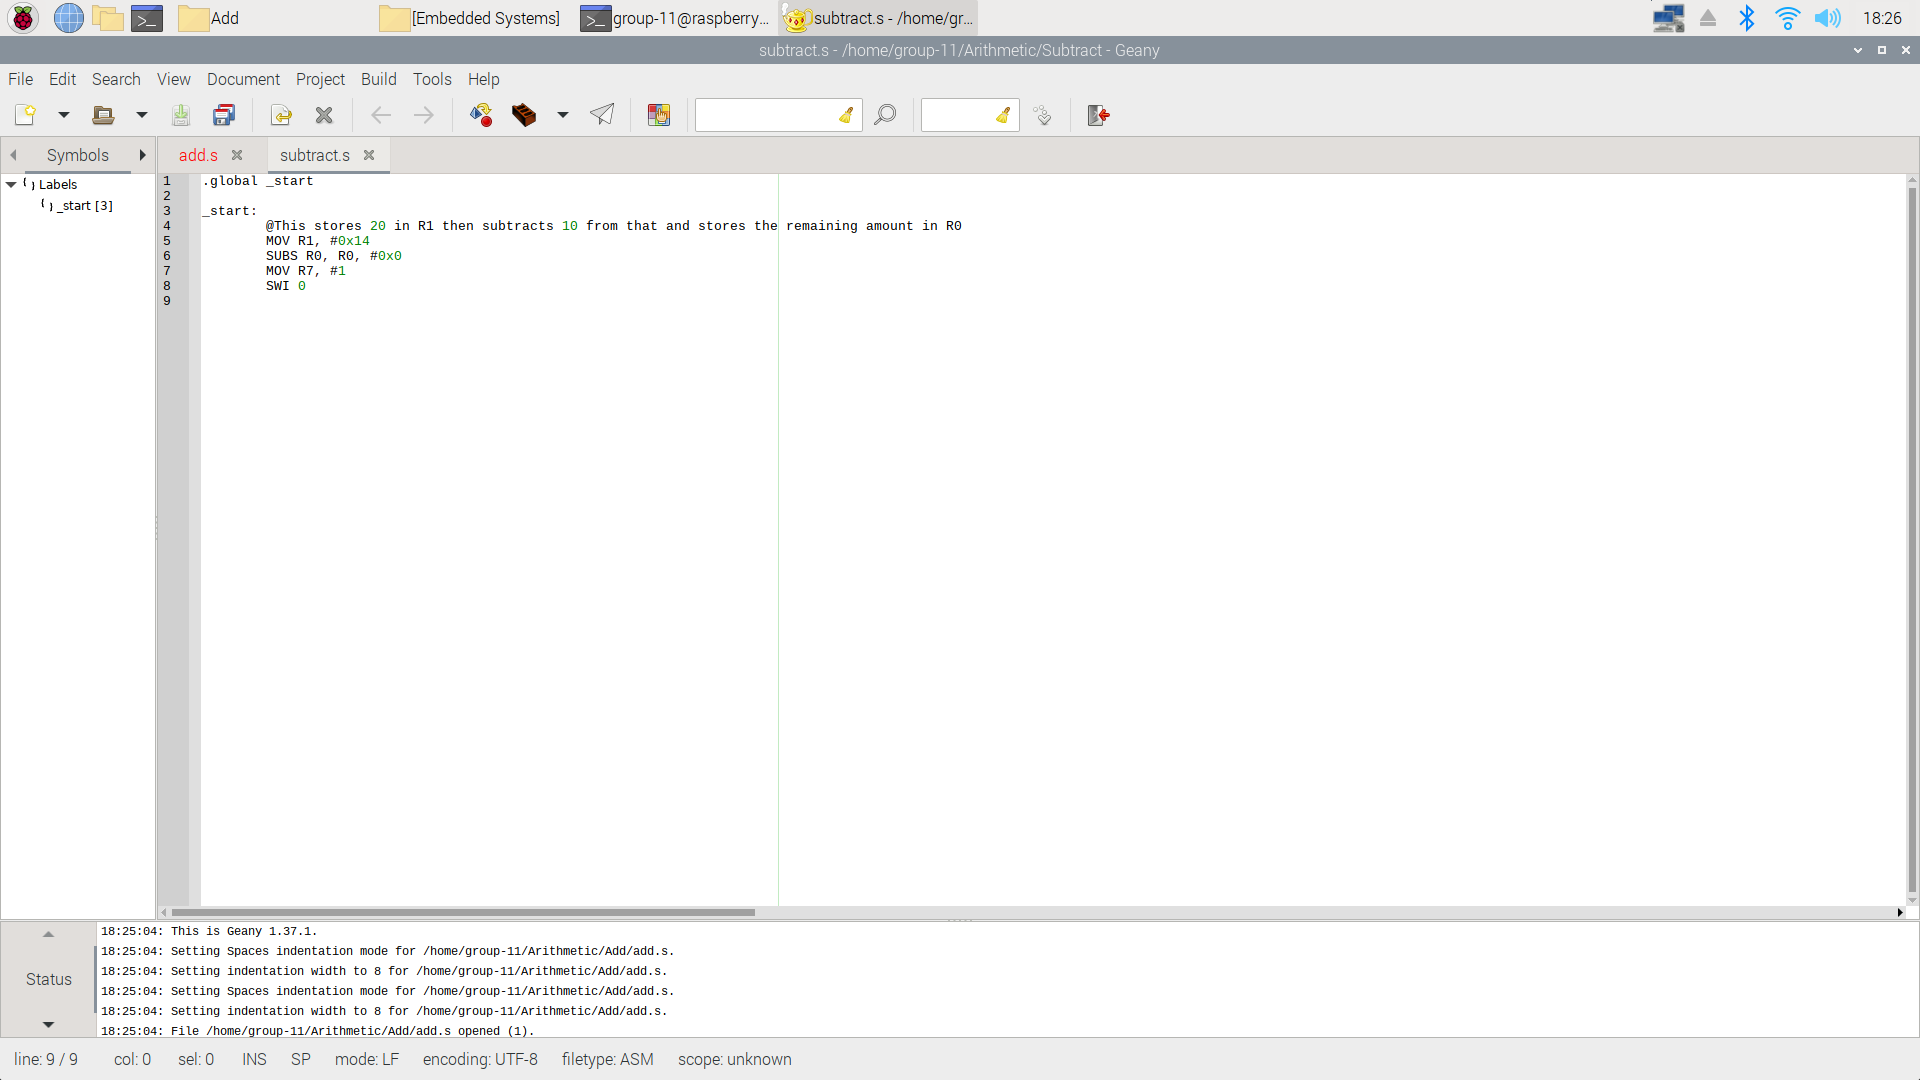 Add
[Embedded Systems]
group-11@raspberry...
subtract.s - /home/gr...
18:26
subtract.s - /home/group-11/Arithmetic/Subtract - Geany
File Edit Search View Document Project Build Tools Help
Symbols
add.s
subtract.s
Labels
_start [3]
1 .global _start
2
3 _start:
4 @This stores 20 in R1 then subtracts 10 from that and stores the remaining amount in R0
5 MOV R1, #0x14
6 SUBS R0, R0, #0x0
7 MOV R7, #1
8 SWI 0
9
Status
18:25:04: This is Geany 1.37.1.
18:25:04: Setting Spaces indentation mode for /home/group-11/Arithmetic/Add/add.s.
18:25:04: Setting indentation width to 8 for /home/group-11/Arithmetic/Add/add.s.
18:25:04: Setting Spaces indentation mode for /home/group-11/Arithmetic/Add/add.s.
18:25:04: Setting indentation width to 8 for /home/group-11/Arithmetic/Add/add.s.
18:25:04: File /home/group-11/Arithmetic/Add/add.s opened (1).
line: 9 / 9 col: 0 sel: 0 INS SP mode: LF encoding: UTF-8 filetype: ASM scope: unknown